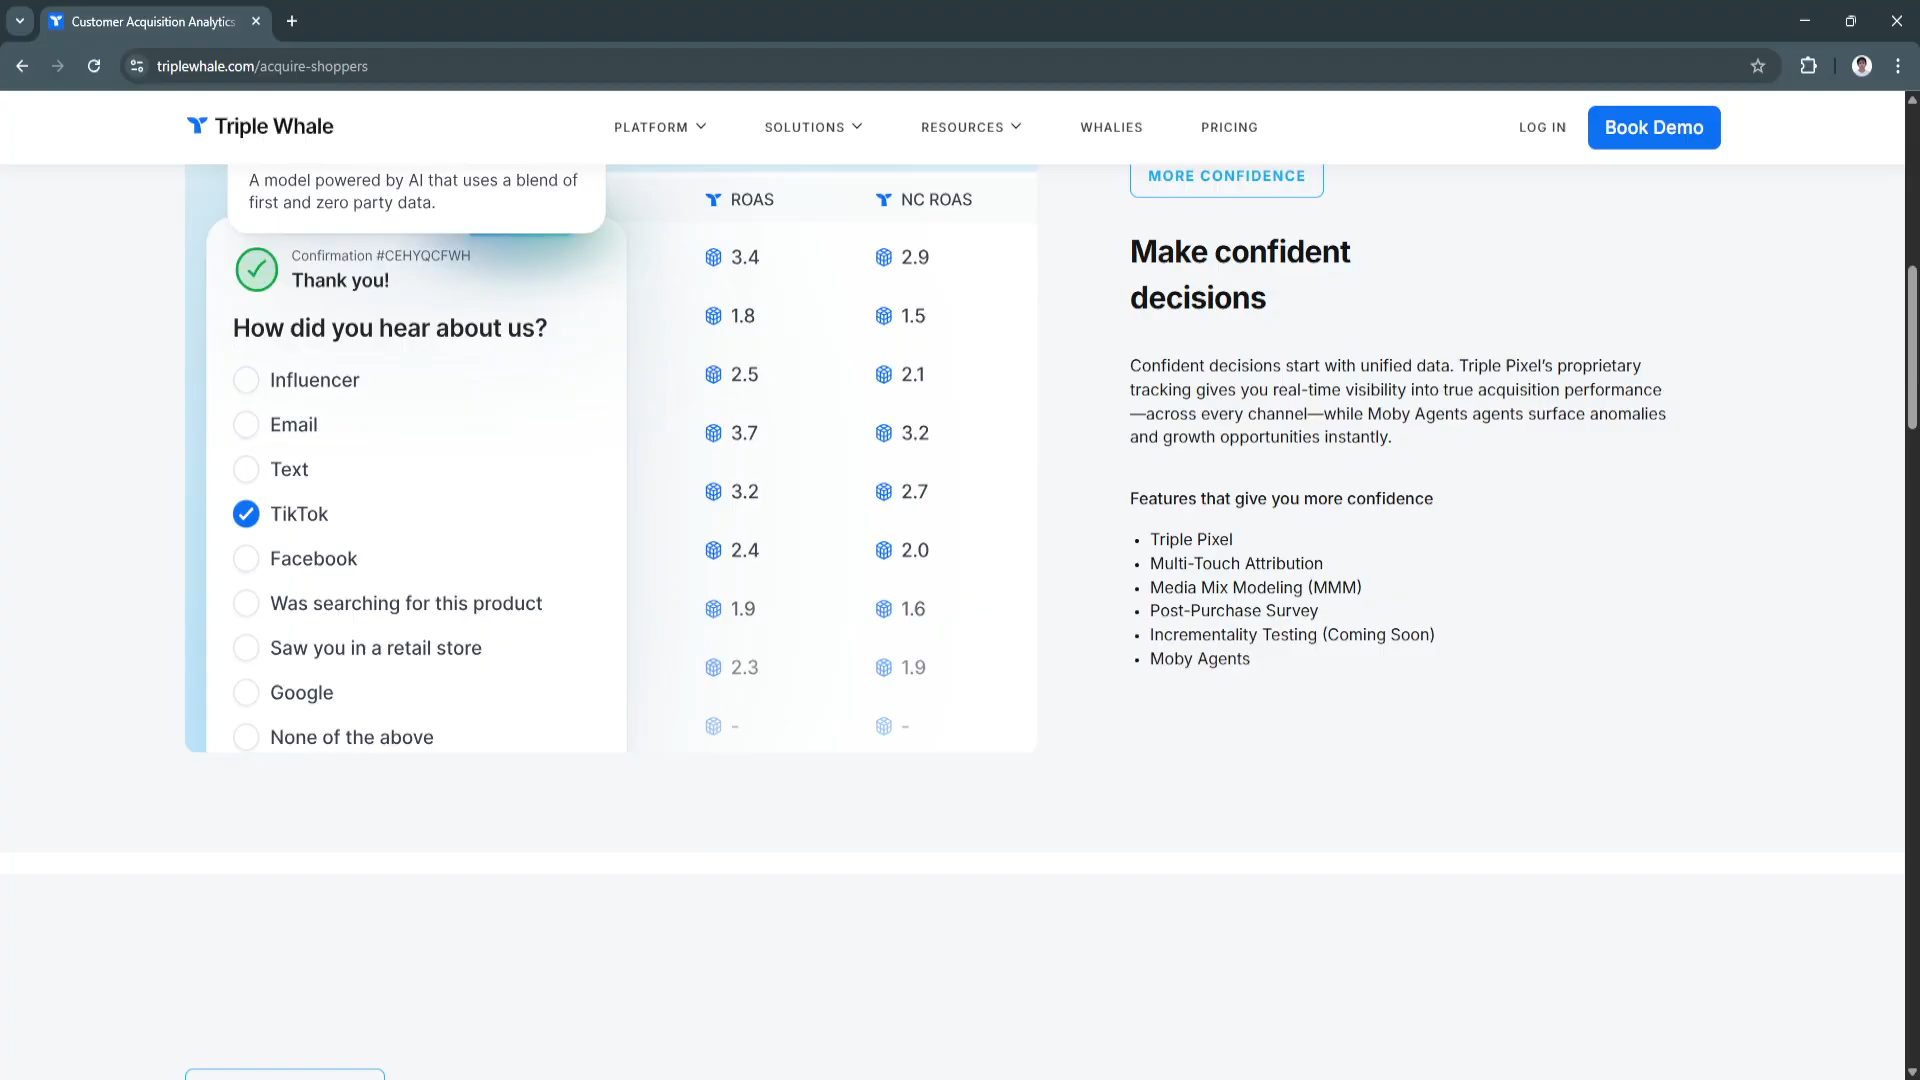 Customer Acquisition Analytics
triplewhale.com/acquire-shoppers
Triple Whale
PLATFORM
SOLUTIONS
RESOURCES
WHALIES
PRICING
LOG IN
Book Demo
A model powered by AI that uses a blend of
first and zero party data.
Confirmation #CEHYQCFWH
Thank you!
How did you hear about us?
Influencer
Email
Text
TikTok
Facebook
Was searching for this product
Saw you in a retail store
Google
None of the above
ROAS NC ROAS
3.4 2.9
1.8 1.5
2.5 2.1
3.7 3.2
3.2 2.7
2.4 2.0
1.9 1.6
2.3 1.9
- -
MORE CONFIDENCE
Make confident
decisions
Confident decisions start with unified data. Triple Pixel’s proprietary
tracking gives you real-time visibility into true acquisition performance
—across every channel—while Moby Agents agents surface anomalies
and growth opportunities instantly.
Features that give you more confidence
• Triple Pixel
• Multi-Touch Attribution
• Media Mix Modeling (MMM)
• Post-Purchase Survey
• Incrementality Testing (Coming Soon)
• Moby Agents